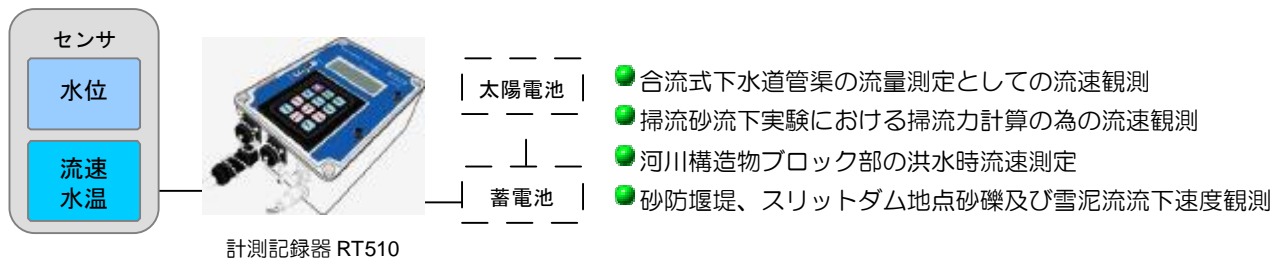 センサ
水位
流速
水温
計測記録器 RT510
太陽電池
蓄電池
合流式下水道管渠の流量測定としての流速観測
掃流砂流下実験における掃流力計算の為の流速観測
河川構造物ブロック部の洪水時流速測定
砂防堰堤、スリットダム地点砂礫及び雪泥流流下速度観測